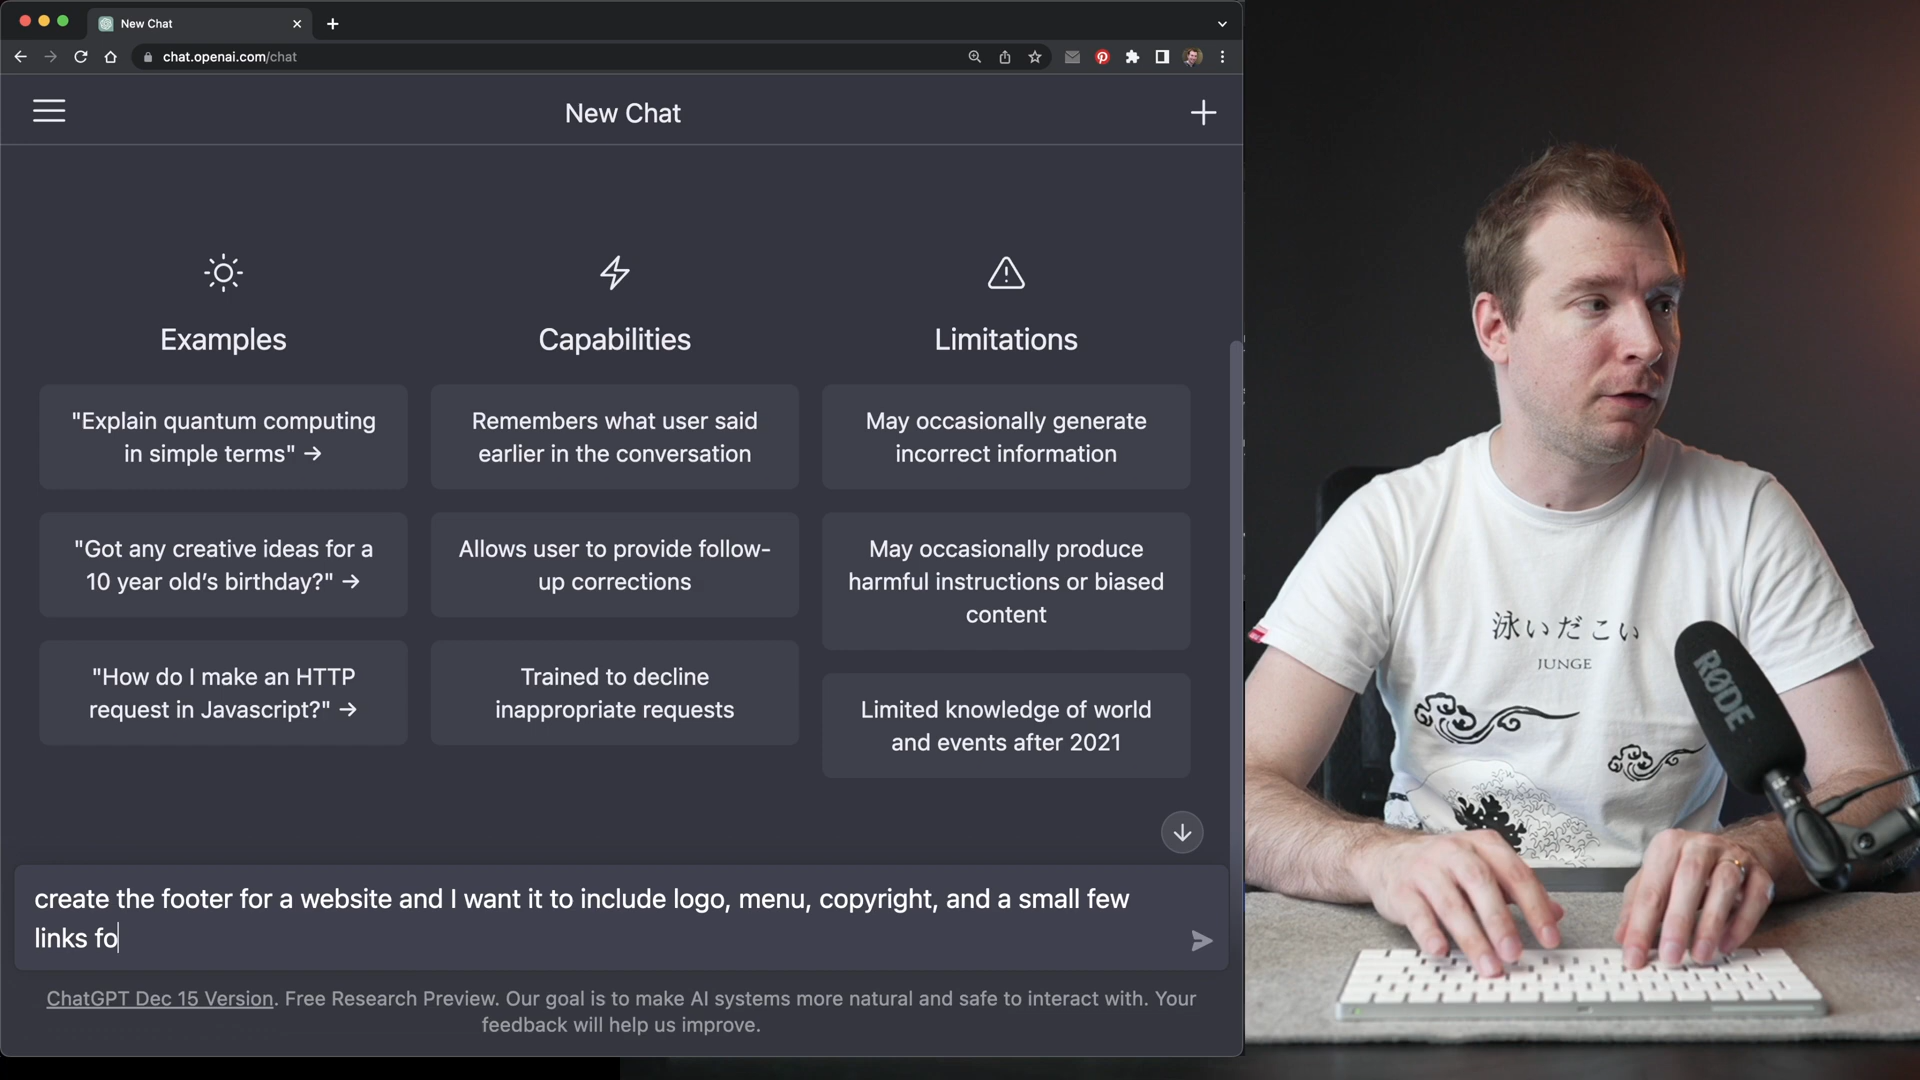 New Chat
chat.openai.com/chat
New Chat
Examples
"Explain quantum computing
in simple terms" →
"Got any creative ideas for a
10 year old's birthday?" →
"How do I make an HTTP
request in Javascript?" →
Capabilities
Remembers what user said
earlier in the conversation
Allows user to provide follow-
up corrections
Trained to decline
inappropriate requests
Limitations
May occasionally generate
incorrect information
May occasionally produce
harmful instructions or biased
content
Limited knowledge of world
and events after 2021
create the footer for a website and I want it to include logo, menu, copyright, and a small few
links fo
ChatGPT Dec 15 Version. Free Research Preview. Our goal is to make AI systems more natural and safe to interact with. Your
feedback will help us improve.
泳いだこい
JUNGE
RØDE